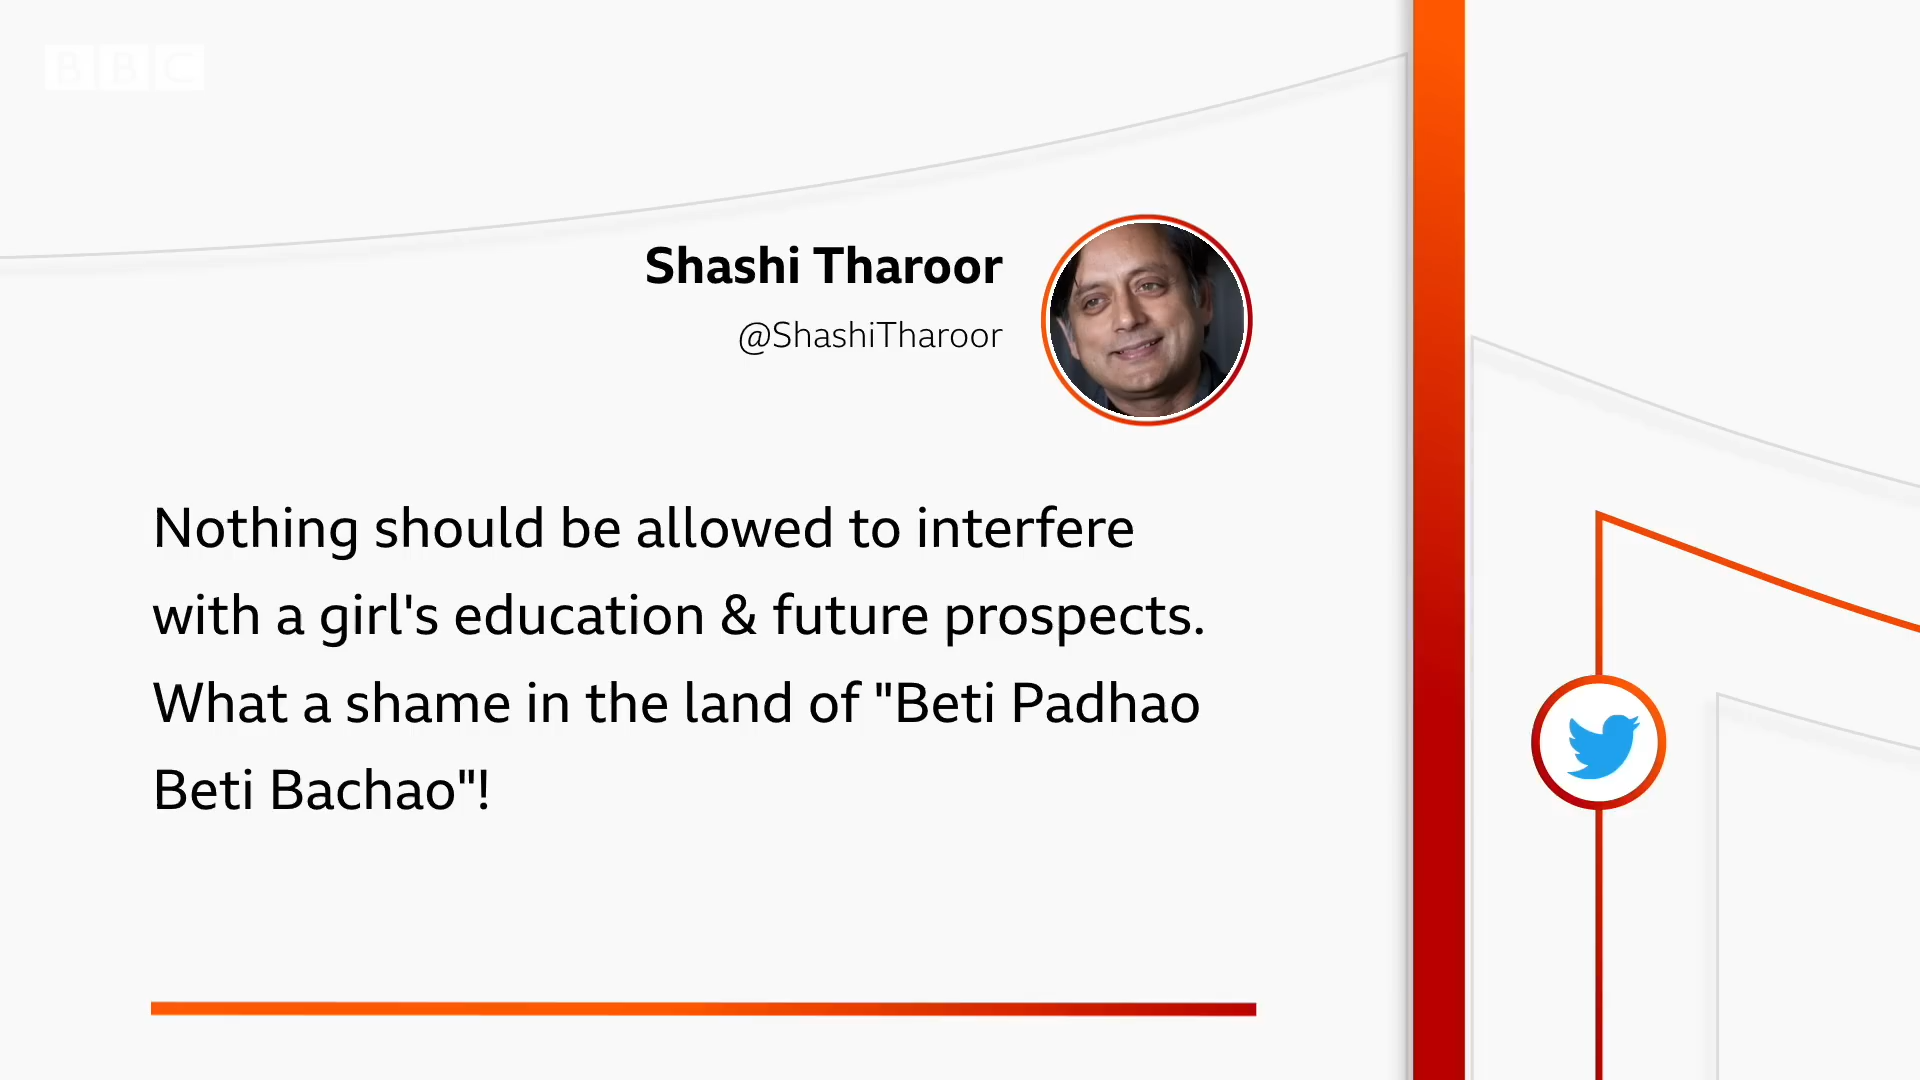 BBC
Shashi Tharoor
@ShashiTharoor
Nothing should be allowed to interfere
with a girl's education & future prospects.
What a shame in the land of "Beti Padhao
Beti Bachao"!